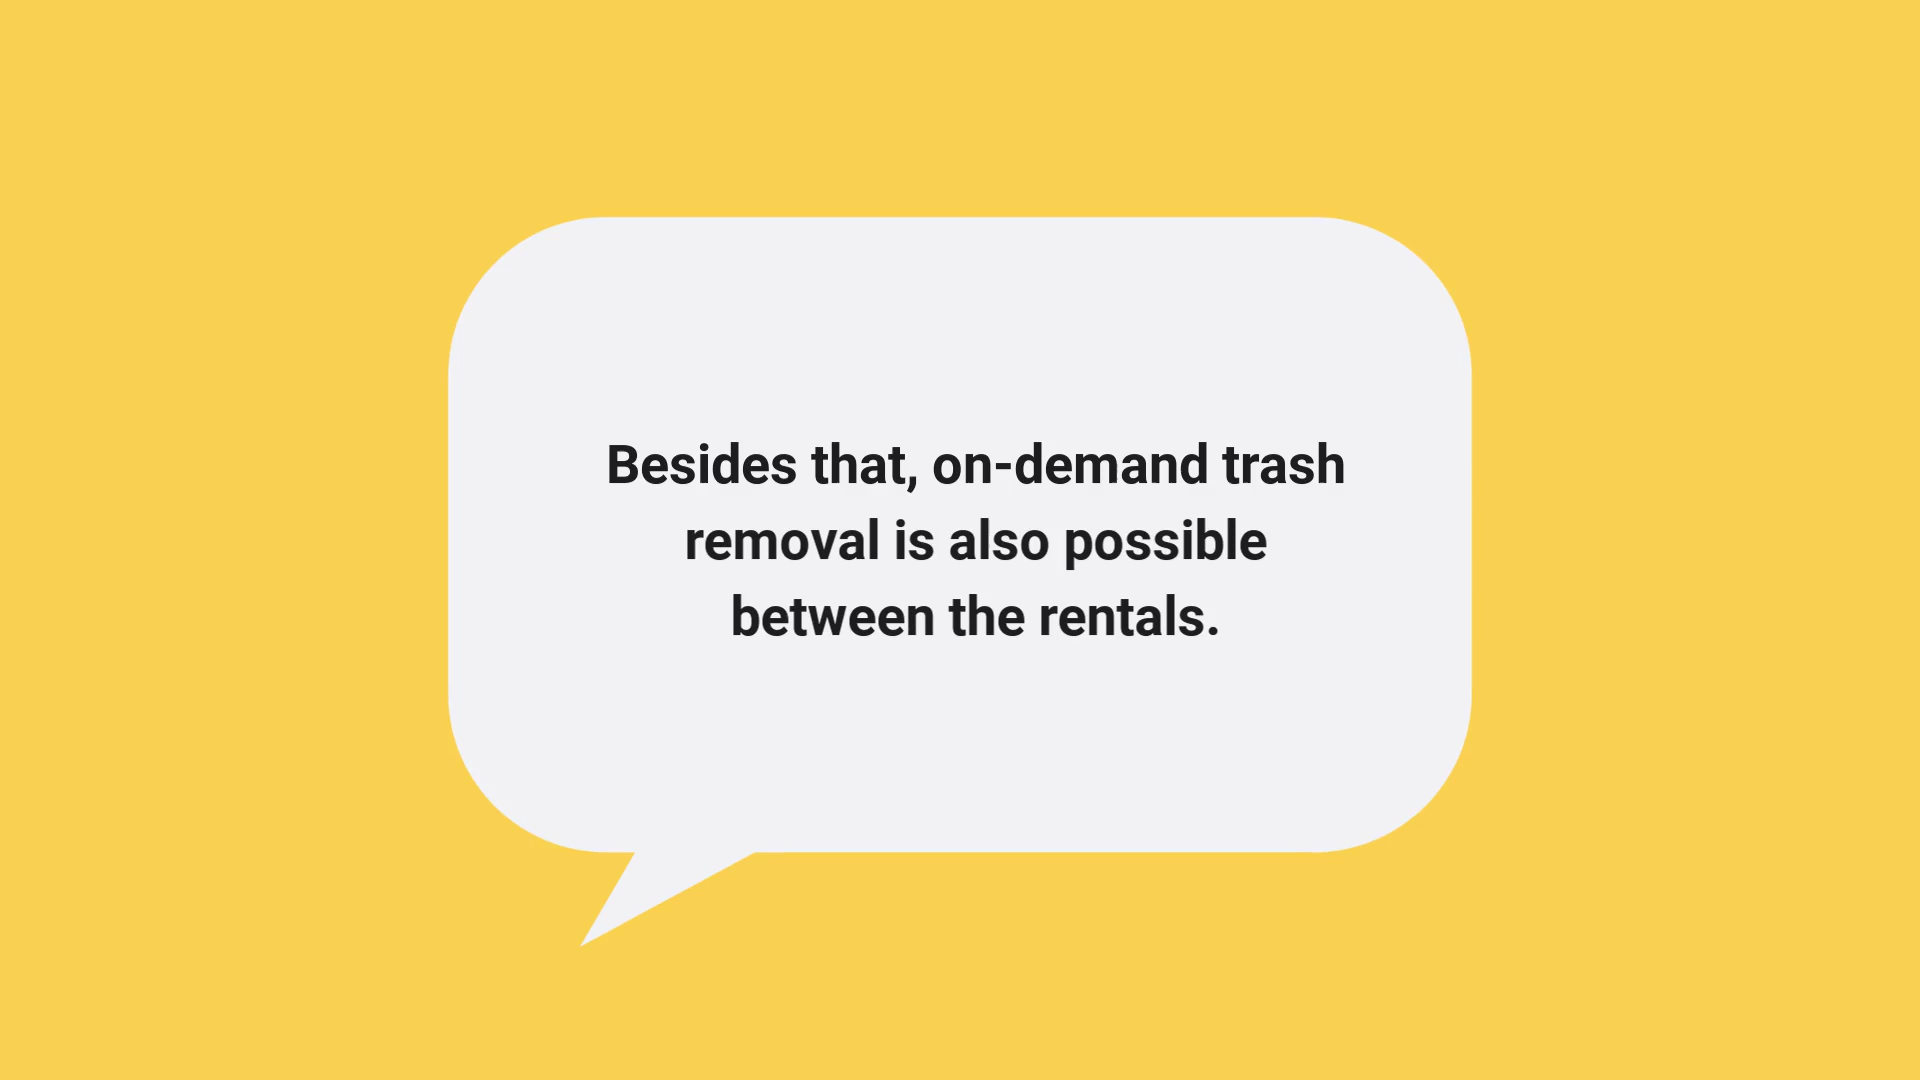 Besides that, on-demand trash
removal is also possible
between the rentals.